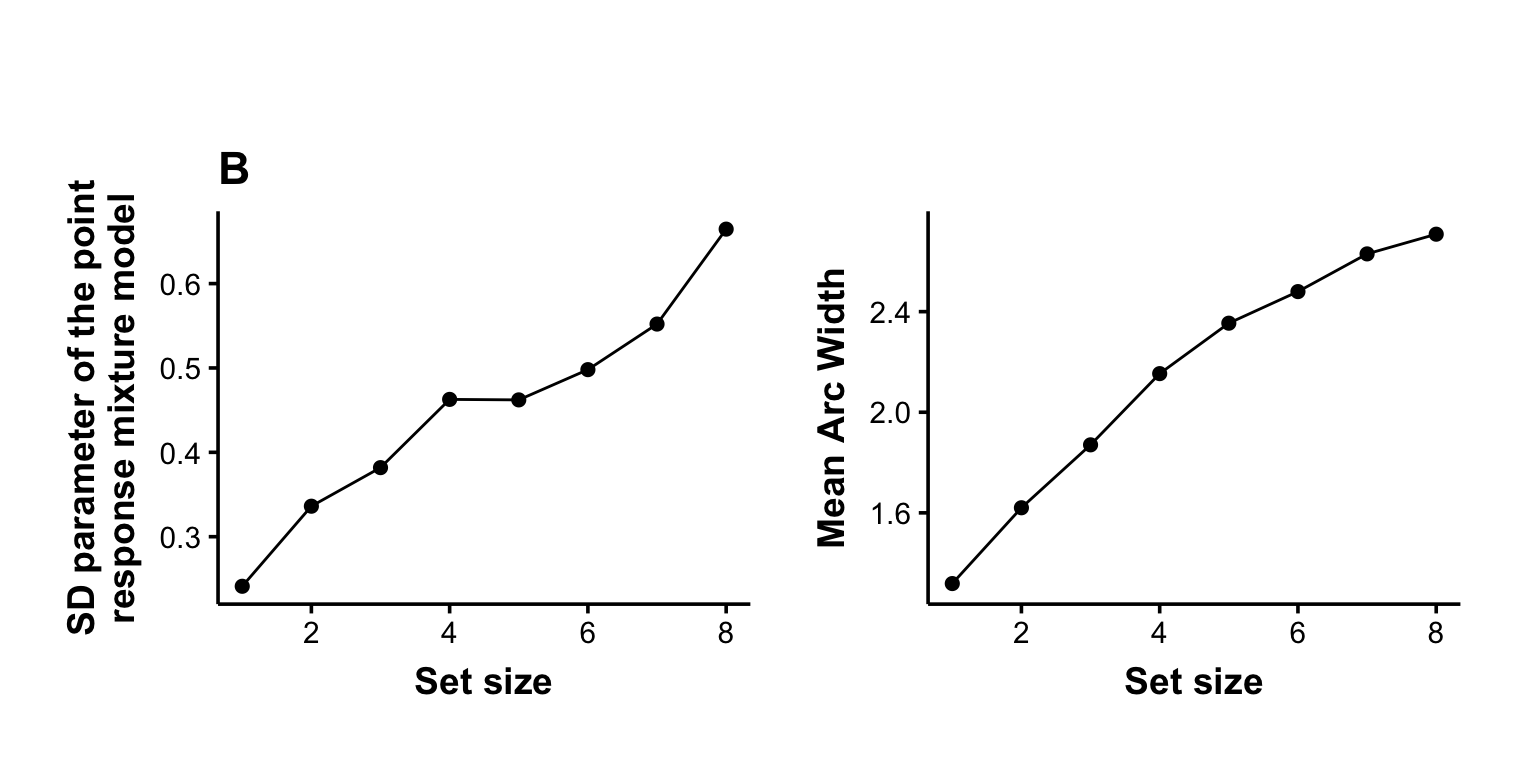 B
SD parameter of the point
response mixture model
0.6
0.5
0.4
0.3
2 4 6 8
Set size
Mean Arc Width
2.4
2.0
1.6
2 4 6 8
Set size